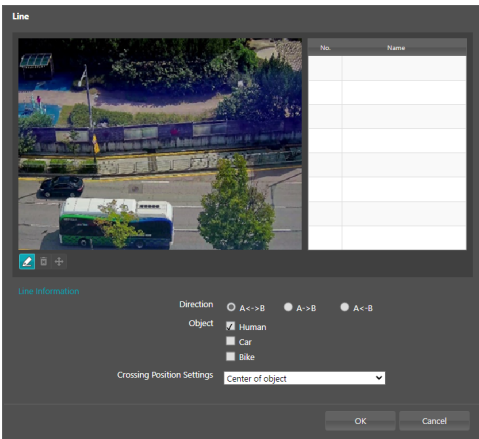 Line
No. Name
Line Information
Direction A<->B A->B A<-B
Object Human
Car
Bike
Crossing Position Settings Center of object
OK Cancel